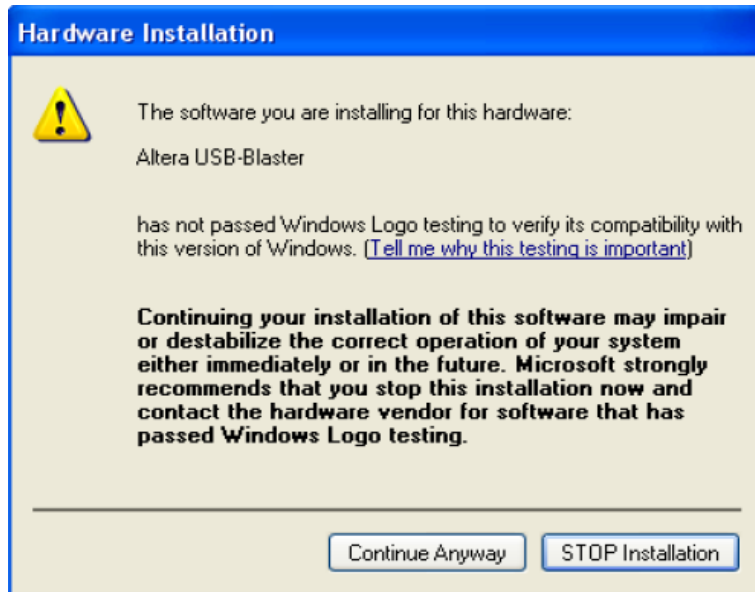 Hardware Installation
The software you are installing for this hardware:
Altera USB-Blaster
has not passed Windows Logo testing to verify its compatibility with
this version of Windows. (Tell me why this testing is important)
Continuing your installation of this software may impair
or destabilize the correct operation of your system
either immediately or in the future. Microsoft strongly
recommends that you stop this installation now and
contact the hardware vendor for software that has
passed Windows Logo testing.
Continue Anyway
STOP Installation